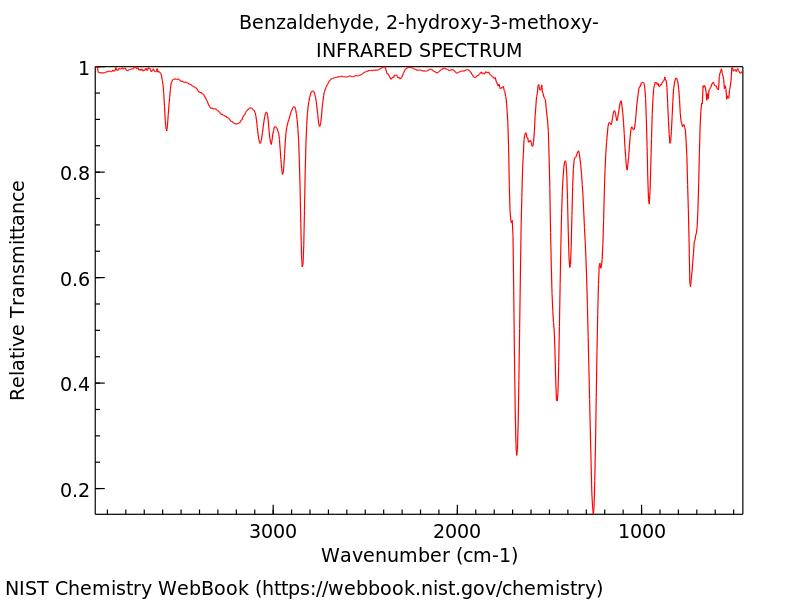 Benzaldehyde, 2-hydroxy-3-methoxy-
INFRARED SPECTRUM
1
0.8
0.6
0.4
0.2
Relative Transmittance
3000 2000 1000
Wavenumber (cm-1)
NIST Chemistry WebBook (https://webbook.nist.gov/chemistry)